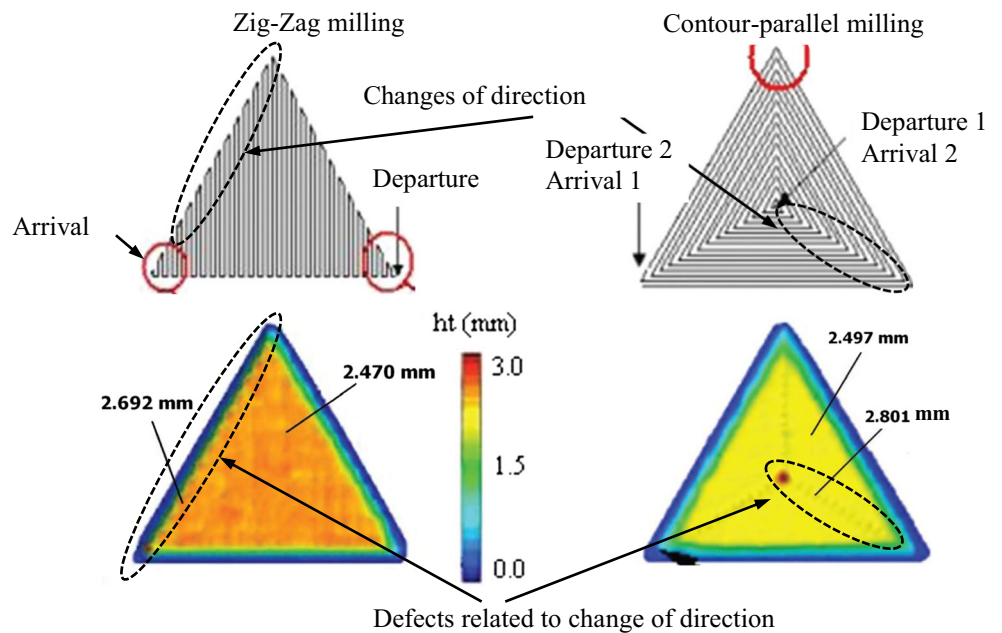 Zig-Zag milling
Contour-parallel milling
Changes of direction
Departure 1
Arrival 2
Departure 2
Arrival 1
Departure
Arrival
ht (mm)
3.0
1.5
0.0
2.470 mm
2.692 mm
2.497 mm
2.801 mm
Defects related to change of direction